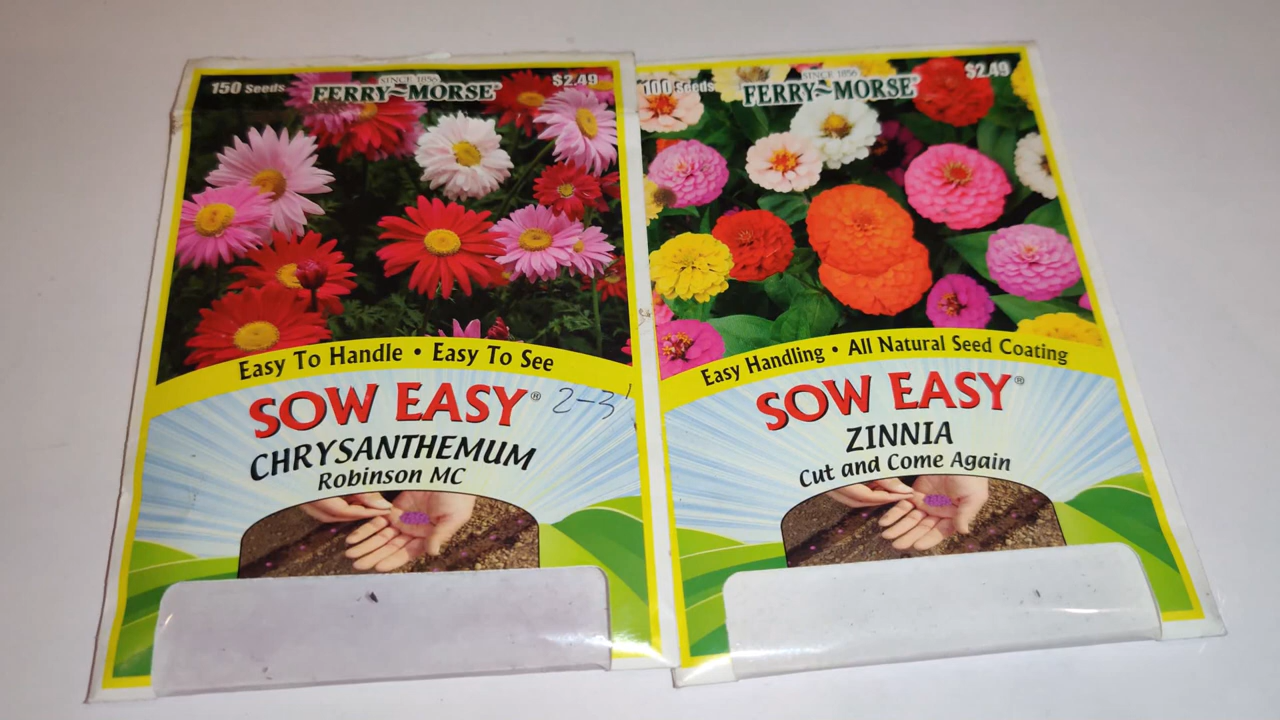 150 Seeds
SINCE 1856
FERRY~MORSE®
$2.49
Easy To Handle • Easy To See
SOW EASY®
2-3'
CHRYSANTHEMUM
Robinson MC
100 Seeds
SINCE 1856
FERRY~MORSE®
$2.49
Easy Handling • All Natural Seed Coating
SOW EASY®
ZINNIA
Cut and Come Again